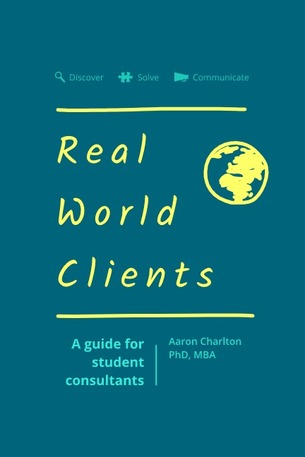 Discover Solve Communicate
Real
World
Clients
A guide for
student
consultants
Aaron Charlton
PhD, MBA